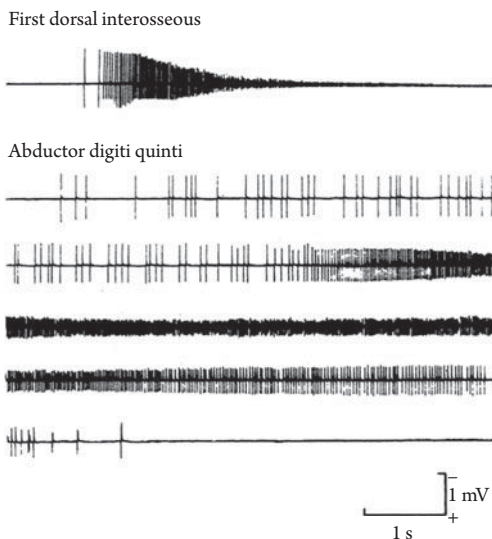 First dorsal interosseous
Abductor digiti quinti
−
1 mV
+
1 s